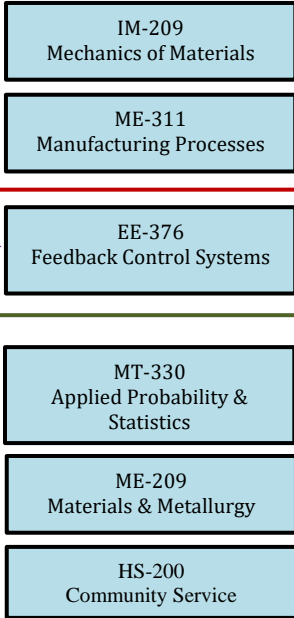 IM-209
Mechanics of Materials
ME-311
Manufacturing Processes
EE-376
Feedback Control Systems
MT-330
Applied Probability &
Statistics
ME-209
Materials & Metallurgy
HS-200
Community Service